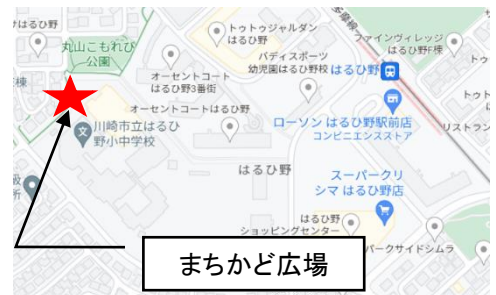 はるひ野
トゥトゥジャルダン
はるひ野
ファインヴィレッジ
はるひ野F棟
丸山こもれび
公園
バディスポーツ
幼児園はるひ野校
はるひ野
オーセントコート
はるひ野3番街
棟
オーセントコートはるひ野
ローソン はるひ野駅前店
コンビニエンスストア
川崎市立はるひ
野小中学校
はるひ野
スーパークリ
シマ はるひ野店
はるひ野
ショッピングセンター
パークサイドシムラ
まちかど広場